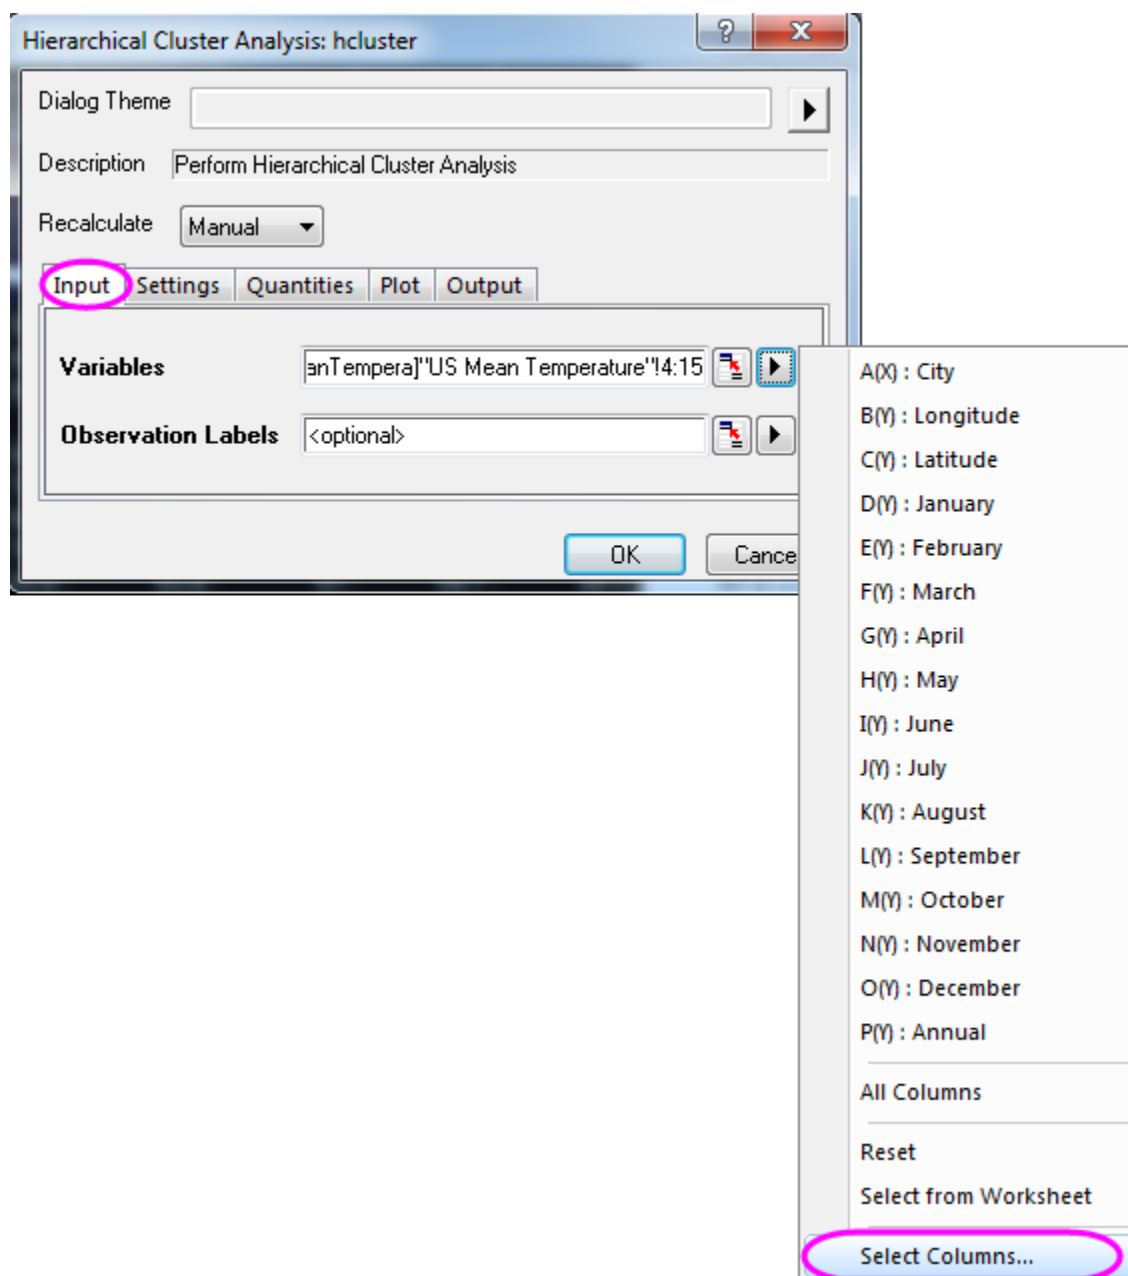 Hierarchical Cluster Analysis: hcluster
?
x
Dialog Theme
Description Perform Hierarchical Cluster Analysis
Recalculate Manual
Input Settings Quantities Plot Output
Variables anTempera]"US Mean Temperature"!4:15
Observation Labels <optional>
OK Cance
A(X) : City
B(Y) : Longitude
C(Y) : Latitude
D(Y) : January
E(Y) : February
F(Y) : March
G(Y) : April
H(Y) : May
I(Y) : June
J(Y) : July
K(Y) : August
L(Y) : September
M(Y) : October
N(Y) : November
O(Y) : December
P(Y) : Annual
All Columns
Reset
Select from Worksheet
Select Columns...